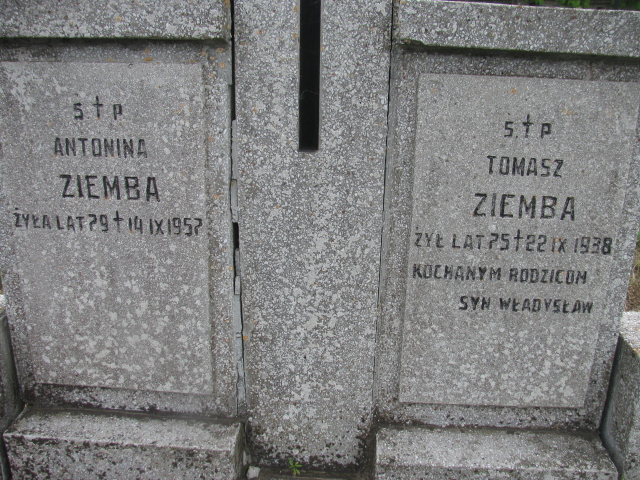 Ś✝P
ANTONINA
ZIEMBA
ŻYŁA LAT 79✝14 IX 1957
Ś.✝P
TOMASZ
ZIEMBA
ŻYŁ LAT 75✝22 IX 1938
KOCHANYM RODZICOM
SYN WŁADYSŁAW